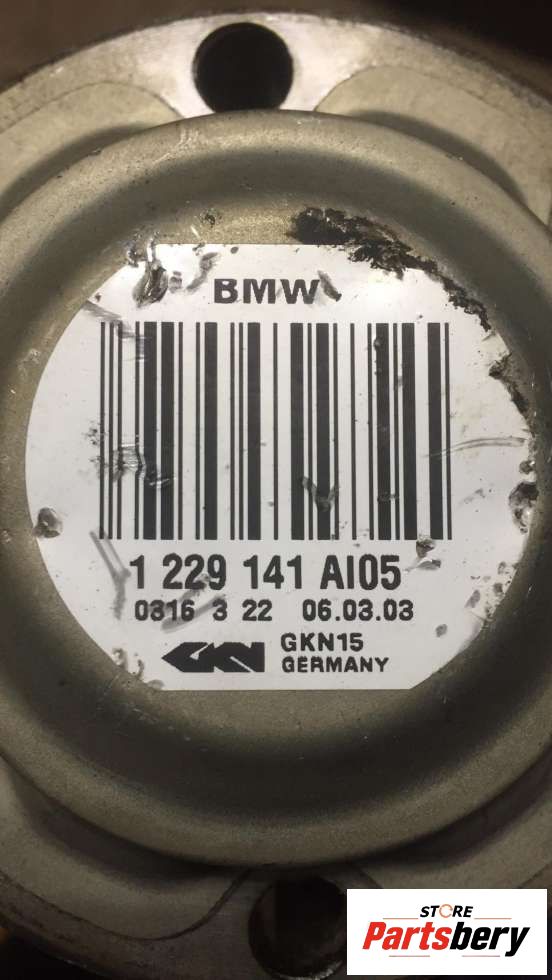 BMW
1 229 141 AI05
0316 3 22 06.03.03
GKN GKN15
GERMANY
STORE
Partsbery